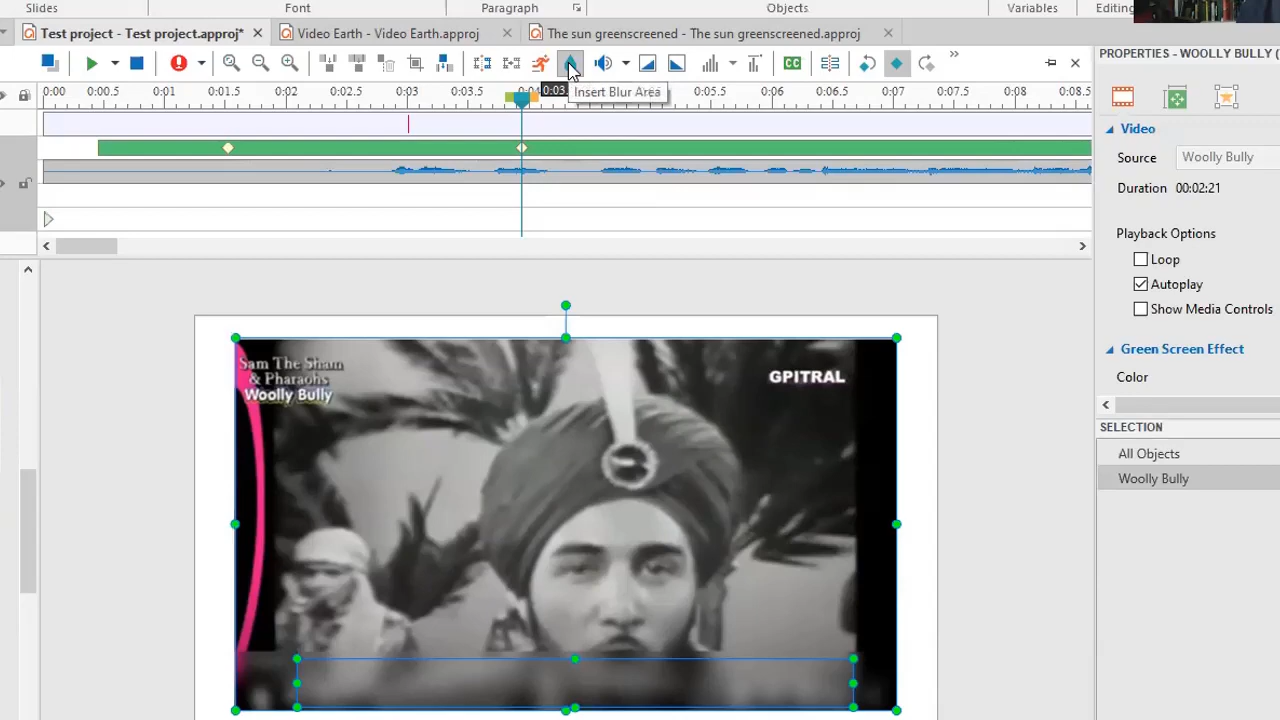 Slides Font Paragraph Objects Variables Editing
Test project - Test project.approj* Video Earth - Video Earth.approj The sun greenscreened - The sun greenscreened.approj
CC
PROPERTIES - WOOLLY BULLY (
0:00 0:01 0:01.5 0:02 0:02.5 0:03 0:03.5 0:04 0:03. 0:05.5 0:06 0:06.5 0:07 0:07.5 0:08 0:08.5
Insert Blur Area
Video
Source Woolly Bully
Duration 00:02:21
Playback Options
Loop
Autoplay
Show Media Controls
Green Screen Effect
Color
SELECTION
All Objects
Woolly Bully
Sam The Sham
& Pharaohs
Woolly Bully
GPITRAL